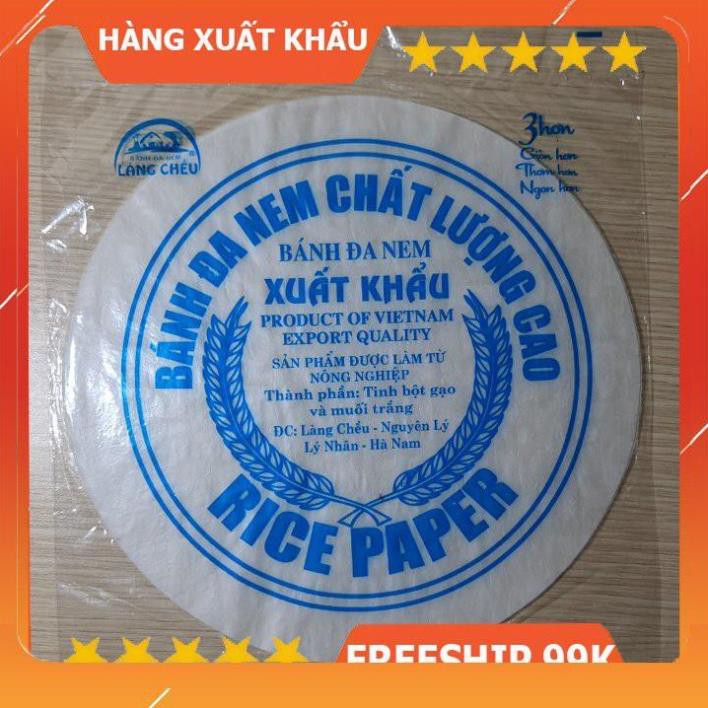 HÀNG XUẤT KHẨU
LÀNG CHỀU
3 hơn
Giòn hơn
Thơm hơn
Ngon hơn
BÁNH ĐA NEM CHẤT LƯỢNG CAO
BÁNH ĐA NEM
XUẤT KHẨU
PRODUCT OF VIETNAM
EXPORT QUALITY
SẢN PHẨM ĐƯỢC LÀM TỪ
NÔNG NGHIỆP
Thành phần: Tinh bột gạo
và muối trắng
ĐC: Làng Chều - Nguyên Lý
Lý Nhân - Hà Nam
RICE PAPER
FREESHIP 99K